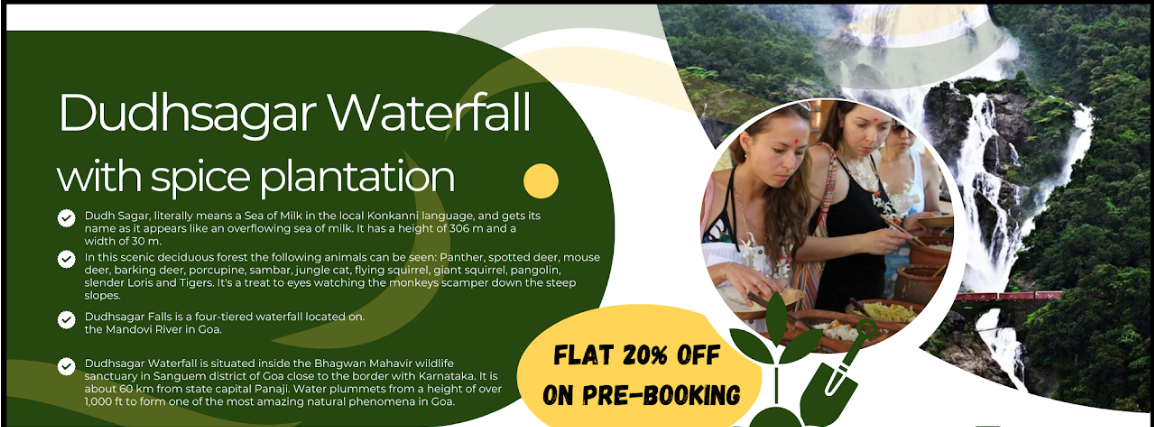 Dudhsagar Waterfall
with spice plantation
Dudh Sagar, literally means a Sea of Milk in the local Konkanni language, and gets its
name as it appears like an overflowing sea of milk. It has a height of 306 m and a
width of 30 m.
In this scenic deciduous forest the following animals can be seen: Panther, spotted deer, mouse
deer, barking deer, porcupine, sambar, jungle cat, flying squirrel, giant squirrel, pangolin,
slender Loris and Tigers. It's a treat to eyes watching the monkeys scamper down the steep
slopes.
Dudhsagar Falls is a four-tiered waterfall located on.
the Mandovi River in Goa.
Dudhsagar Waterfall is situated inside the Bhagwan Mahavir wildlife
sanctuary in Sanguem district of Goa close to the border with Karnataka. It is
about 60 km from state capital Panaji. Water plummets from a height of over
1,000 ft to form one of the most amazing natural phenomena in Goa.
FLAT 20% OFF
ON PRE-BOOKING